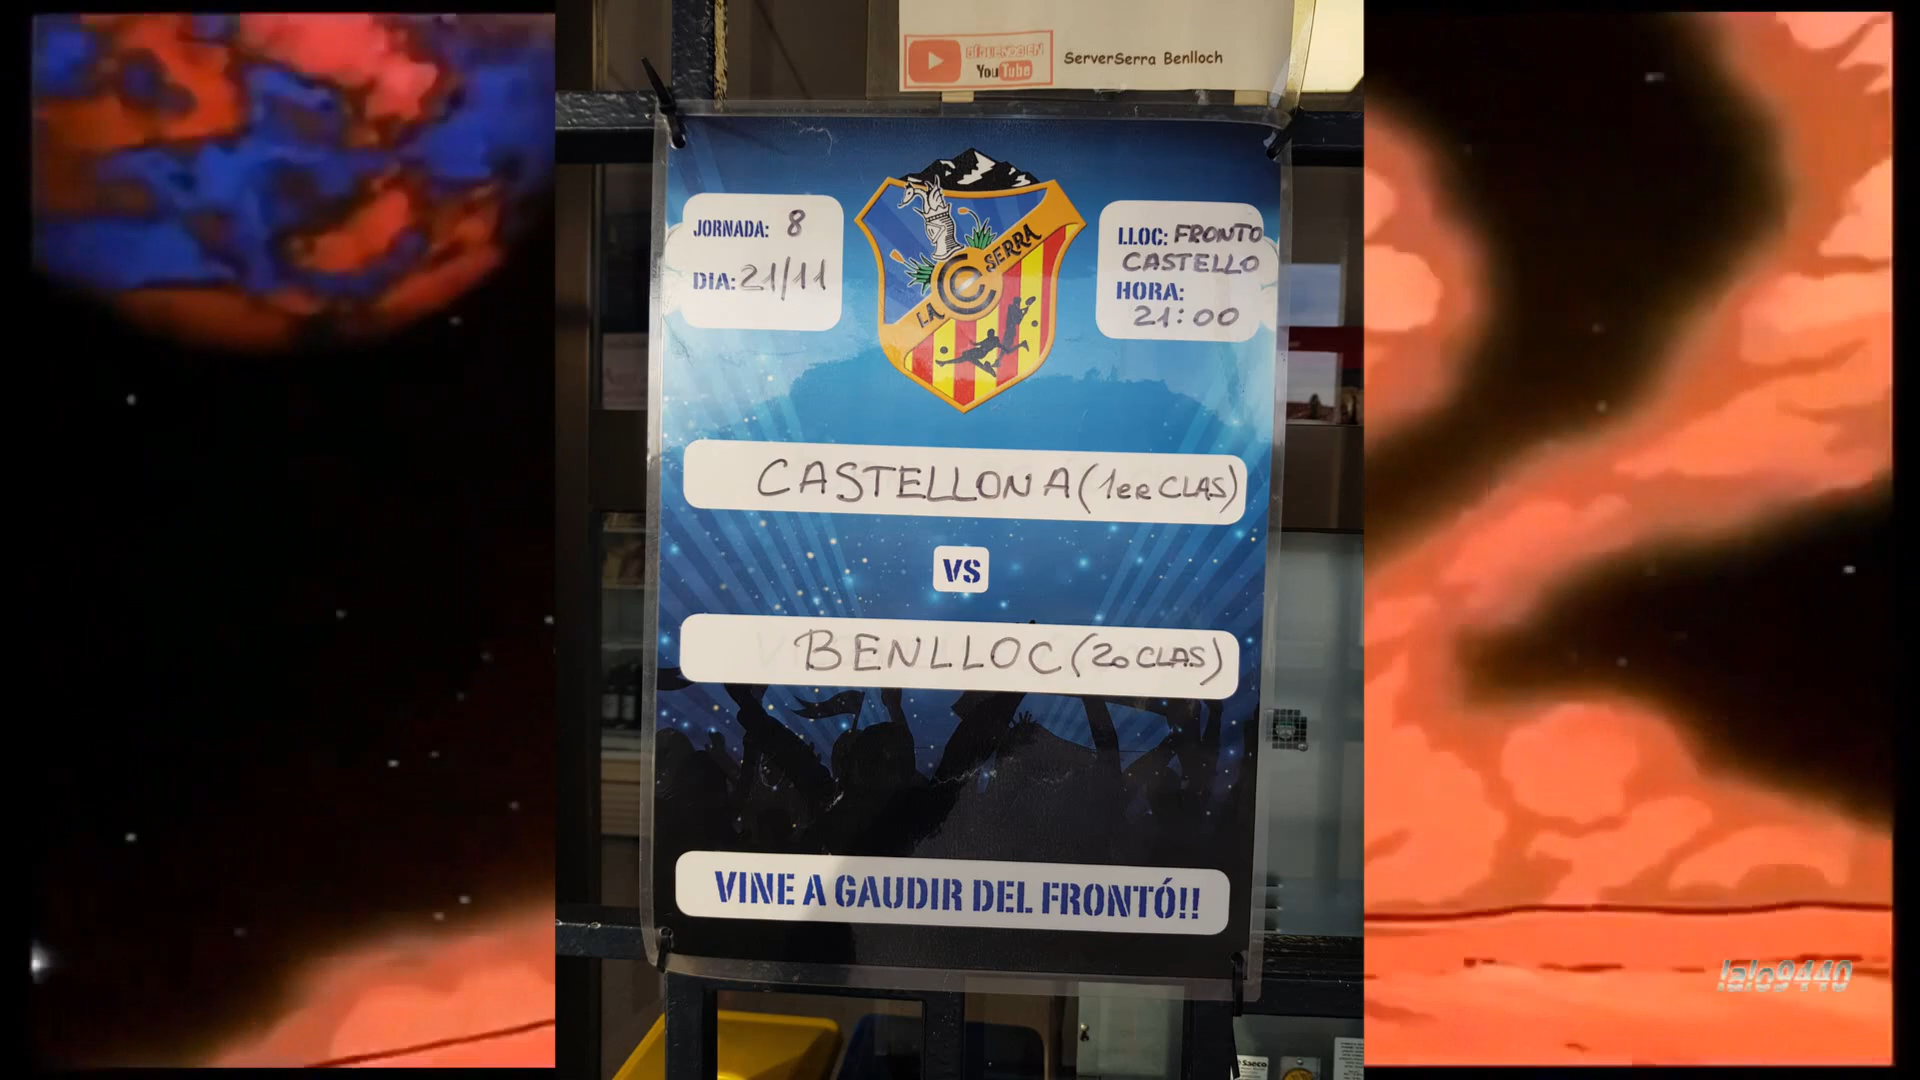 SÍGUENOS EN
YouTube
ServerSerra Benlloch
JORNADA: 8
DIA: 21/11
LA SERRA
LLOC: FRONTO
CASTELLO
HORA:
21:00
CASTELLONA (1ER CLAS)
VS
BENLLOC (2o CLAS)
VINE A GAUDIR DEL FRONTÓ!!
lalo9440
Saeco